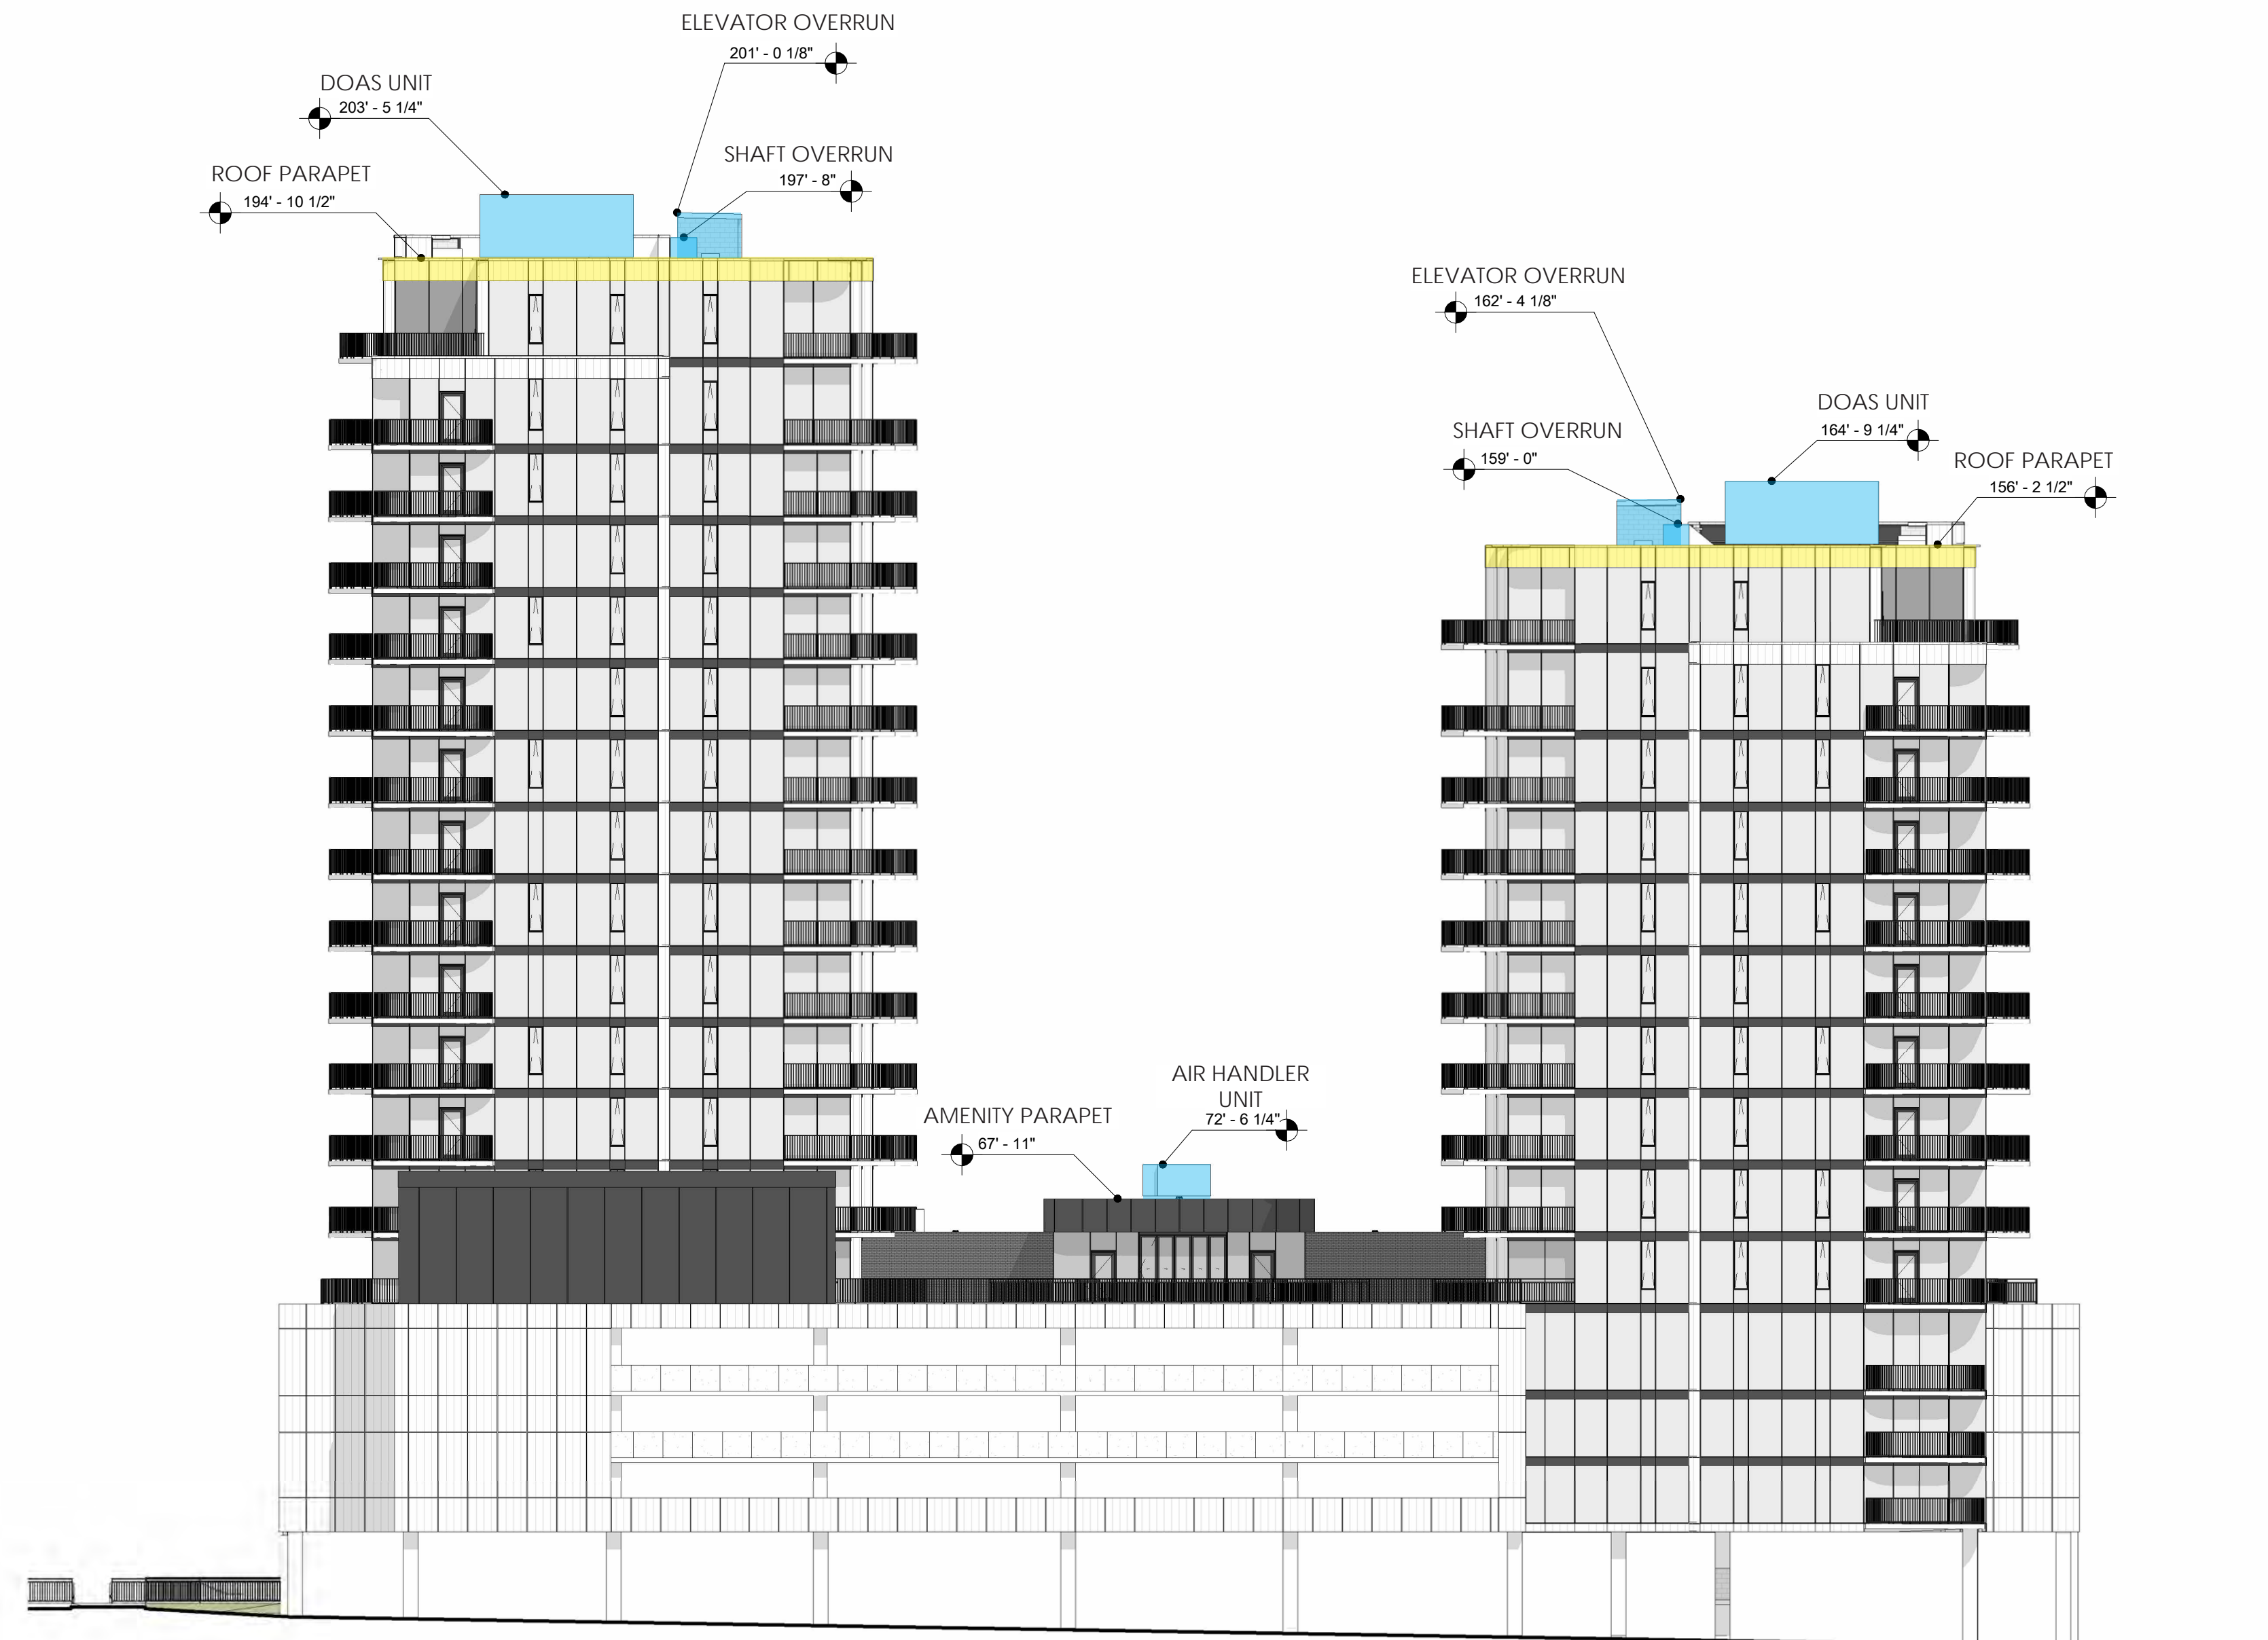 ELEVATOR OVERRUN
201' - 0 1/8"
DOAS UNIT
203' - 5 1/4"
SHAFT OVERRUN
197' - 8"
ROOF PARAPET
194' - 10 1/2"
ELEVATOR OVERRUN
162' - 4 1/8"
DOAS UNIT
164' - 9 1/4"
SHAFT OVERRUN
159' - 0"
ROOF PARAPET
156' - 2 1/2"
AIR HANDLER
UNIT
72' - 6 1/4"
AMENITY PARAPET
67' - 11"